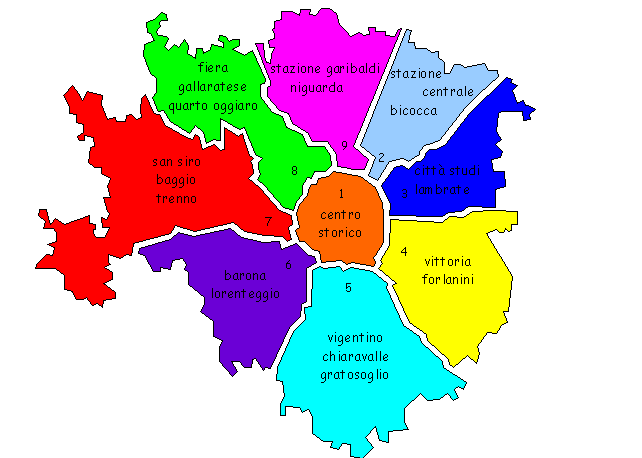 stazione garibaldi
niguarda
9
fiera
gallaratese
quarto oggiaro
8
stazione
centrale
bicocca
2
città studi
lambrate
3
san siro
baggio
trenno
7
1
centro
storico
4
vittoria
forlanini
barona
lorenteggio
6
5
vigentino
chiaravalle
gratosoglio